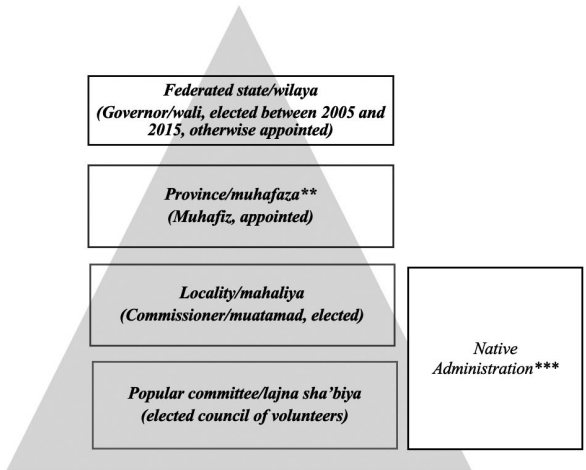 Federated state/wilaya
(Governor/wali, elected between 2005 and
2015, otherwise appointed)
Province/muhafaza**
(Muhafiz, appointed)
Locality/mahaliya
(Commissioner/muatamad, elected)
Native
Administration***
Popular committee/lajna sha'biya
(elected council of volunteers)